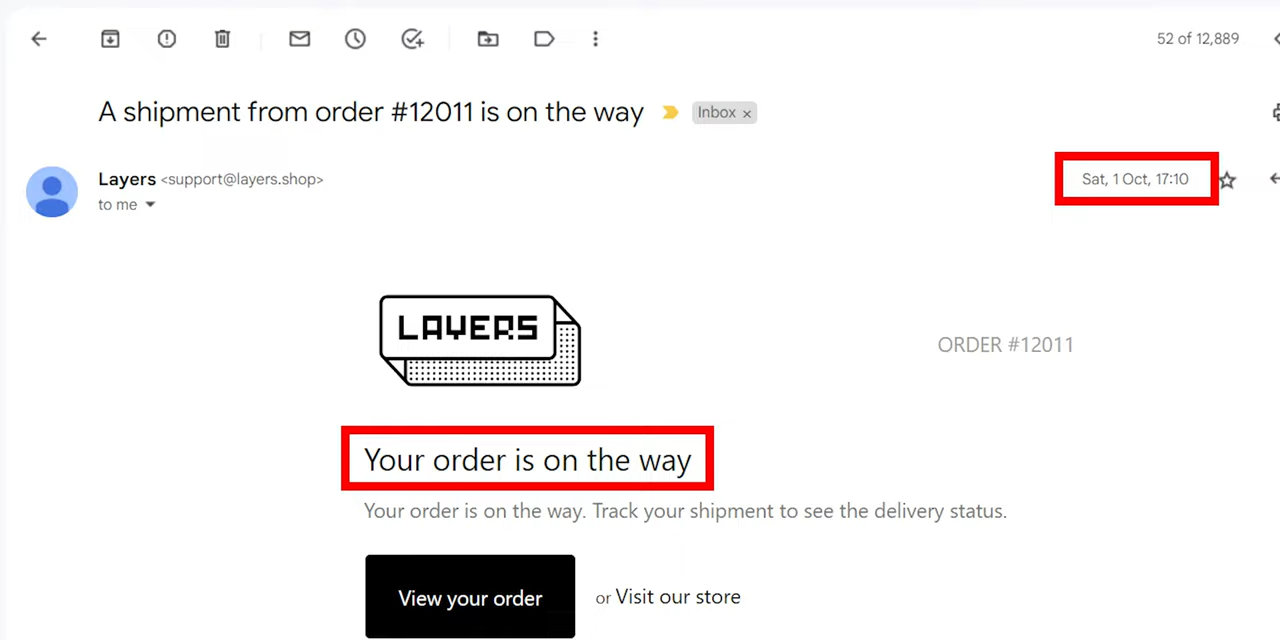 52 of 12,889
A shipment from order #12011 is on the way
Inbox ×
Layers <support@layers.shop>
Sat, 1 Oct, 17:10
to me
LAYERS
ORDER #12011
Your order is on the way
Your order is on the way. Track your shipment to see the delivery status.
View your order
or Visit our store